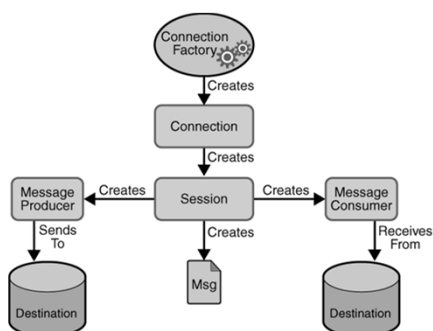 Connection
Factory
Creates
Connection
Creates
Message
Producer
Creates
Session
Creates
Message
Consumer
Sends
To
Creates
Receives
From
Msg
Destination
Destination